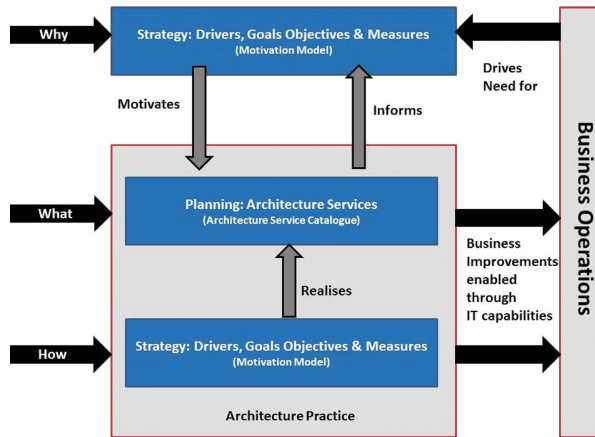 Why
Strategy: Drivers, Goals Objectives & Measures
(Motivation Model)
Motivates
Informs
Drives
Need for
What
Planning: Architecture Services
(Architecture Service Catalogue)
Realises
Business
Improvements
enabled
through
IT capabilities
How
Strategy: Drivers, Goals Objectives & Measures
(Motivation Model)
Architecture Practice
Business Operations